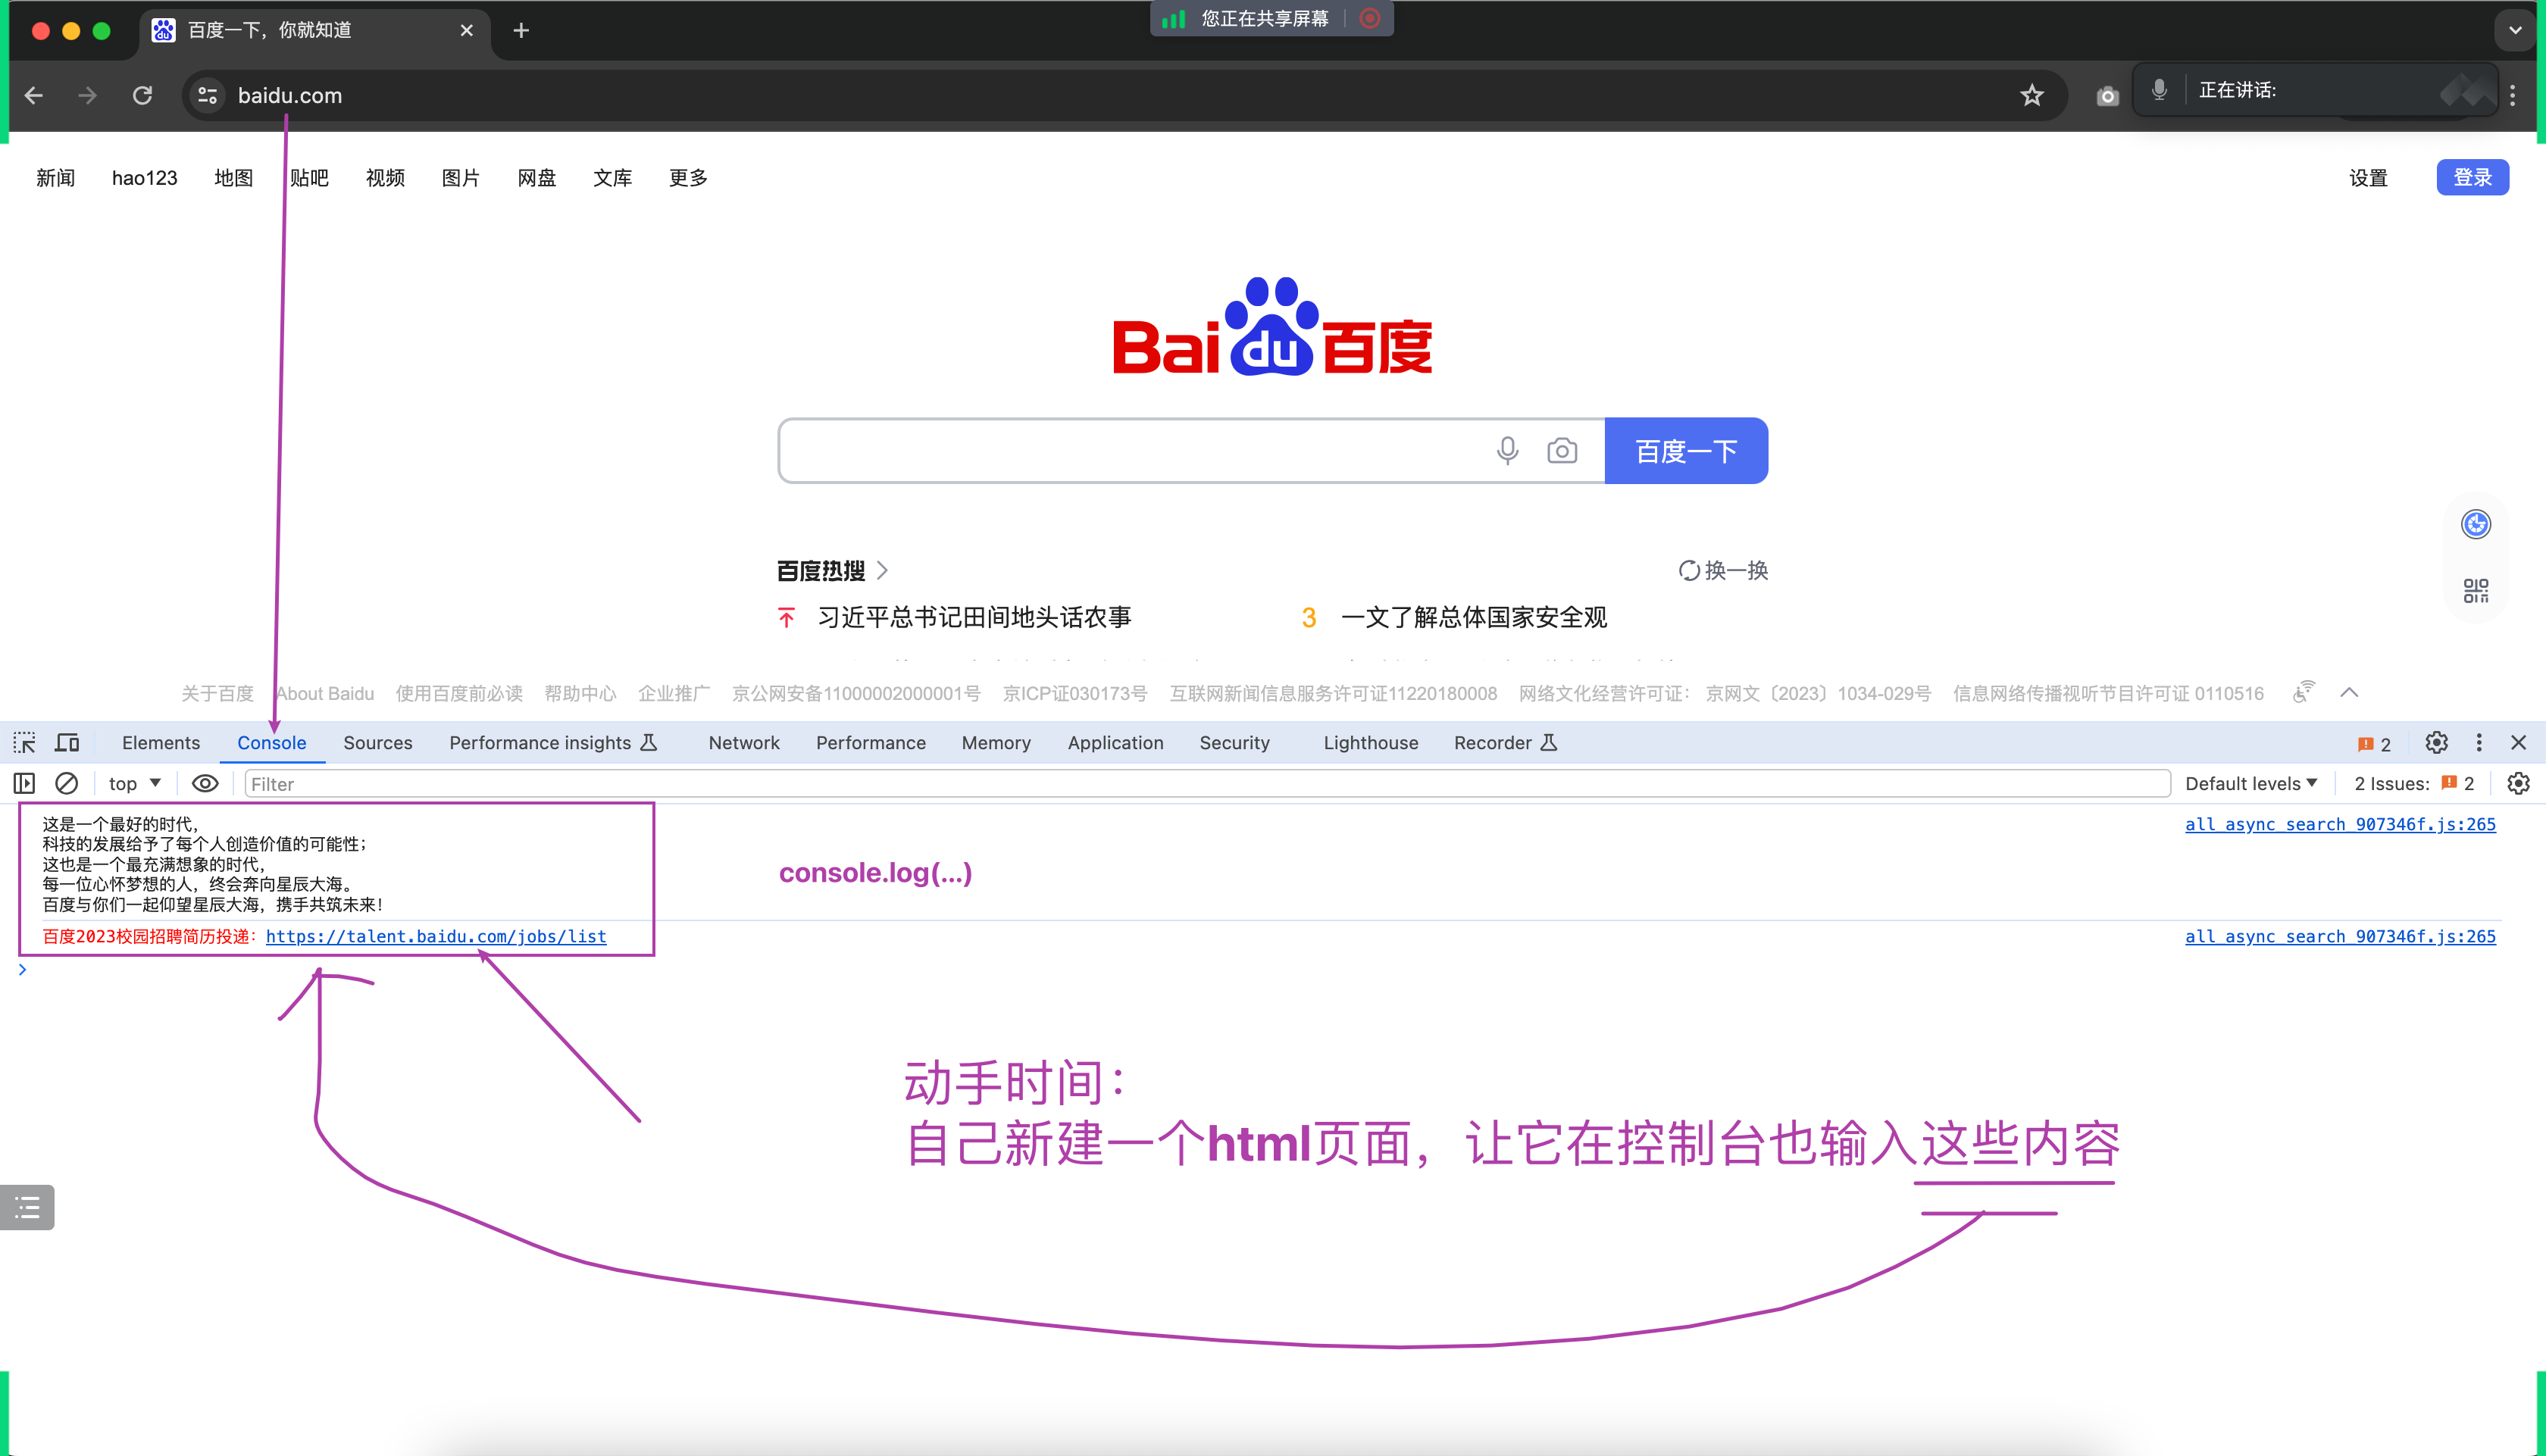 百度一下，你就知道
您正在共享屏幕
baidu.com
正在讲话:
新闻 hao123 地图 贴吧 视频 图片 网盘 文库 更多 设置 登录
Bai du 百度
百度一下
百度热搜 换一换
习近平总书记田间地头话农事 3 一文了解总体国家安全观
关于百度 About Baidu 使用百度前必读 帮助中心 企业推广 京公网安备11000002000001号 京ICP证030173号 互联网新闻信息服务许可证11220180008 网络文化经营许可证： 京网文〔2023〕1034-029号 信息网络传播视听节目许可证 0110516
Elements Console Sources Performance insights Network Performance Memory Application Security Lighthouse Recorder 2
top Filter Default levels 2 Issues: 2
这是一个最好的时代， all_async_search_907346f.js:265
科技的发展给予了每个人创造价值的可能性；
这也是一个最充满想象的时代，
每一位心怀梦想的人，终会奔向星辰大海。
百度与你们一起仰望星辰大海，携手共筑未来！
console.log(...)
百度2023校园招聘简历投递：https://talent.baidu.com/jobs/list all_async_search_907346f.js:265
动手时间：
自己新建一个html页面，让它在控制台也输入这些内容